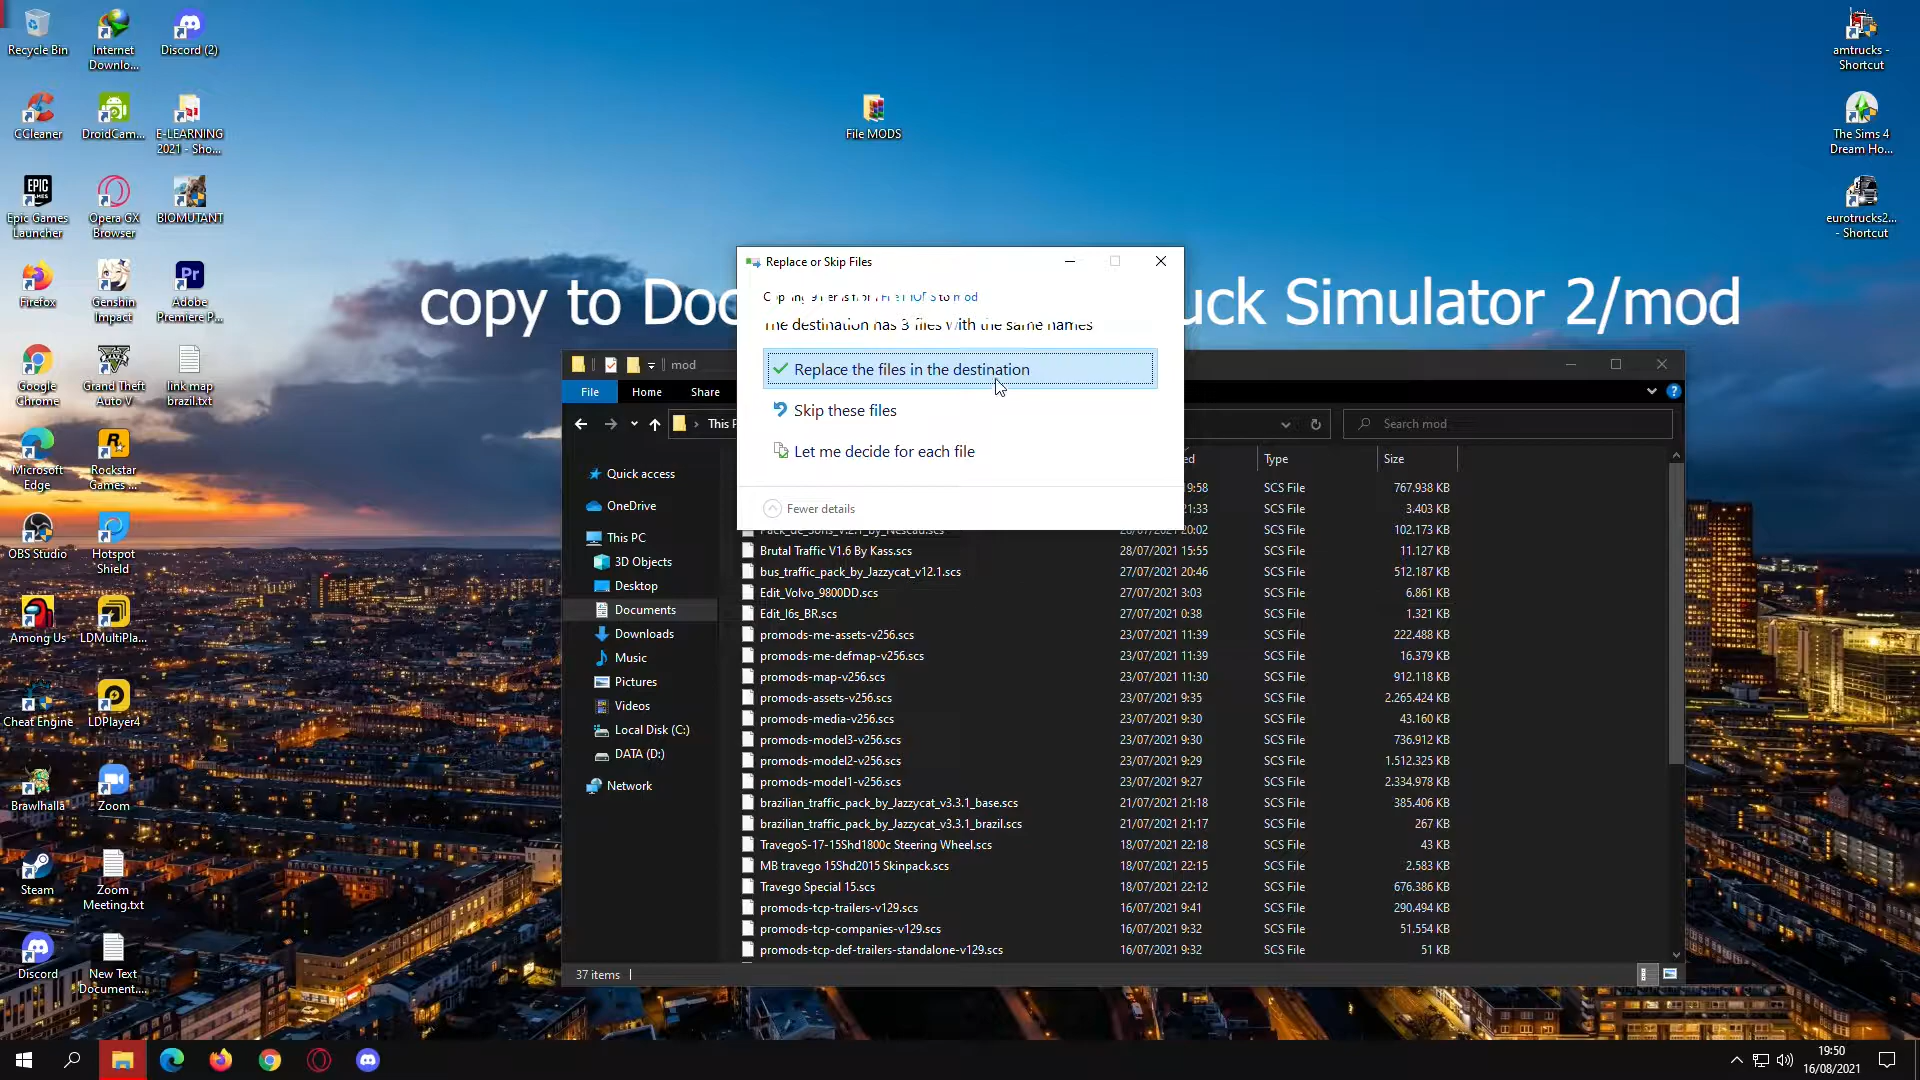 Recycle Bin
Internet
Downlo...
Discord (2)
CCleaner
DroidCam...
E-LEARNING
2021 - Sho...
Epic Games
Launcher
Opera GX
Browser
BIOMUTANT
Firefox
Genshin
Impact
Adobe
Premiere P...
Google
Chrome
Grand Theft
Auto V
link map
brazil.txt
Microsoft
Edge
Rockstar
Games ...
OBS Studio
Hotspot
Shield
Among Us
LDMultiPla...
Cheat Engine
LDPlayer4
Brawlhalla
Zoom
Steam
Zoom
Meeting.txt
Discord
New Text
Document....
File MODS
amtrucks -
Shortcut
The Sims 4
Dream Ho...
eurotrucks2...
- Shortcut
copy to Doc
uck Simulator 2/mod
Replace or Skip Files
to mod
The destination has 3 files with the same names
Replace the files in the destination
Skip these files
Let me decide for each file
Fewer details
mod
File
Home
Share
This P
Search mod
Quick access
OneDrive
This PC
3D Objects
Desktop
Documents
Downloads
Music
Pictures
Videos
Local Disk (C:)
DATA (D:)
Network
ed Type Size
9:58 SCS File 767.938 KB
21:33 SCS File 3.403 KB
20:02 SCS File 102.173 KB
Brutal Traffic V1.6 By Kass.scs 28/07/2021 15:55 SCS File 11.127 KB
bus_traffic_pack_by_Jazzycat_v12.1.scs 27/07/2021 20:46 SCS File 512.187 KB
Edit_Volvo_9800DD.scs 27/07/2021 3:03 SCS File 6.861 KB
Edit_I6s_BR.scs 27/07/2021 0:38 SCS File 1.321 KB
promods-me-assets-v256.scs 23/07/2021 11:39 SCS File 222.488 KB
promods-me-defmap-v256.scs 23/07/2021 11:39 SCS File 16.379 KB
promods-map-v256.scs 23/07/2021 11:30 SCS File 912.118 KB
promods-assets-v256.scs 23/07/2021 9:35 SCS File 2.265.424 KB
promods-media-v256.scs 23/07/2021 9:30 SCS File 43.160 KB
promods-model3-v256.scs 23/07/2021 9:30 SCS File 736.912 KB
promods-model2-v256.scs 23/07/2021 9:29 SCS File 1.512.325 KB
promods-model1-v256.scs 23/07/2021 9:27 SCS File 2.334.978 KB
brazilian_traffic_pack_by_Jazzycat_v3.3.1_base.scs 21/07/2021 21:18 SCS File 385.406 KB
brazilian_traffic_pack_by_Jazzycat_v3.3.1_brazil.scs 21/07/2021 21:17 SCS File 267 KB
TravegoS-17-15Shd1800c Steering Wheel.scs 18/07/2021 22:18 SCS File 43 KB
MB travego 15Shd2015 Skinpack.scs 18/07/2021 22:15 SCS File 2.583 KB
Travego Special 15.scs 18/07/2021 22:12 SCS File 676.386 KB
promods-tcp-trailers-v129.scs 16/07/2021 9:41 SCS File 290.494 KB
promods-tcp-companies-v129.scs 16/07/2021 9:32 SCS File 51.554 KB
promods-tcp-def-trailers-standalone-v129.scs 16/07/2021 9:32 SCS File 51 KB
37 items
19:50
16/08/2021